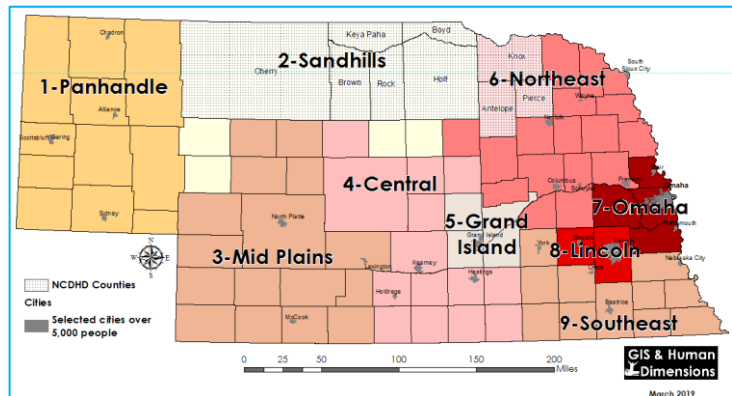 Chadron
Keya Paha
Boyd
2-Sandhills
Knox
South
Sioux City
Cherry
Brown
Rock
Holt
6-Northeast
1-Panhandle
Pierce
Wayne
Antelope
Alliance
Norfolk
Scottsbluff
Gering
4-Central
Columbus
Fremont
Blair
Omaha
7-Omaha
5-Grand
Island
Grand Island
North Platte
Sidney
3-Mid Plains
York
8-Lincoln
Plattsmouth
Lexington
Kearney
Hastings
Nebraska City
Holdrege
Beatrice
McCook
9-Southeast
N
W
E
S
NCDHD Counties
Cities
Selected cities over
5,000 people
0 12.5 25 50 100 150 200
Miles
GIS & Human
Dimensions
March 2019